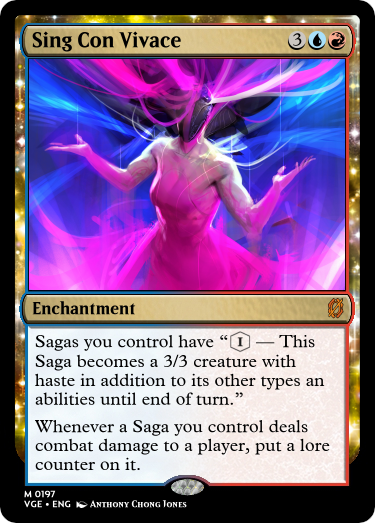 Sing Con Vivace 3
Enchantment
Sagas you control have “I — This
Saga becomes a 3/3 creature with
haste in addition to its other types an
abilities until end of turn.”
Whenever a Saga you control deals
combat damage to a player, put a lore
counter on it.
M 0197
VGE • ENG Anthony Chong Jones